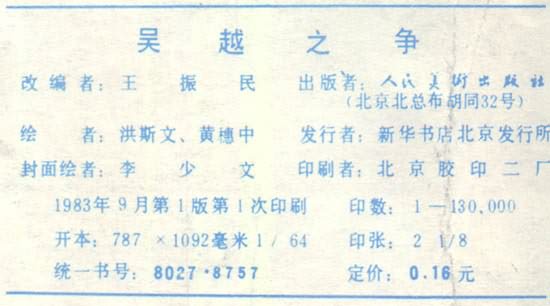 吴越之争
改编者：王振民 出版者：人民美术出版社
（北京北总布胡同32号）
绘者：洪斯文、黄穗中 发行者：新华书店北京发行所
封面绘者：李少文 印刷者：北京胶印二厂
1983年9月第1版第1次印刷 印数：1—130,000
开本：787×1092毫米1/64 印张：2 1/8
统一书号：8027·8757 定价：0.16元